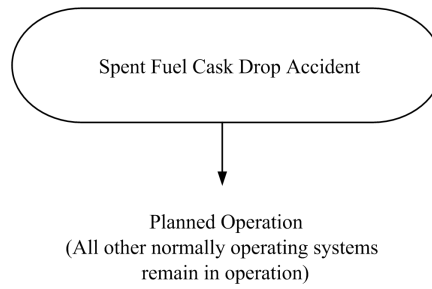 Spent Fuel Cask Drop Accident
Planned Operation
(All other normally operating systems
remain in operation)